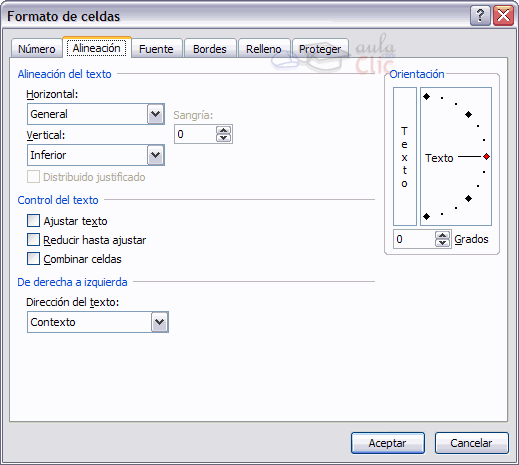 Formato de celdas
Número Alineación Fuente Bordes Relleno Proteger
aula
Clic
Alineación del texto
Horizontal:
General
Sangría:
Vertical:
0
Inferior
Distribuido justificado
Control del texto
Ajustar texto
Reducir hasta ajustar
Combinar celdas
De derecha a izquierda
Dirección del texto:
Contexto
Orientación
Texto
Texto
0 Grados
Aceptar Cancelar